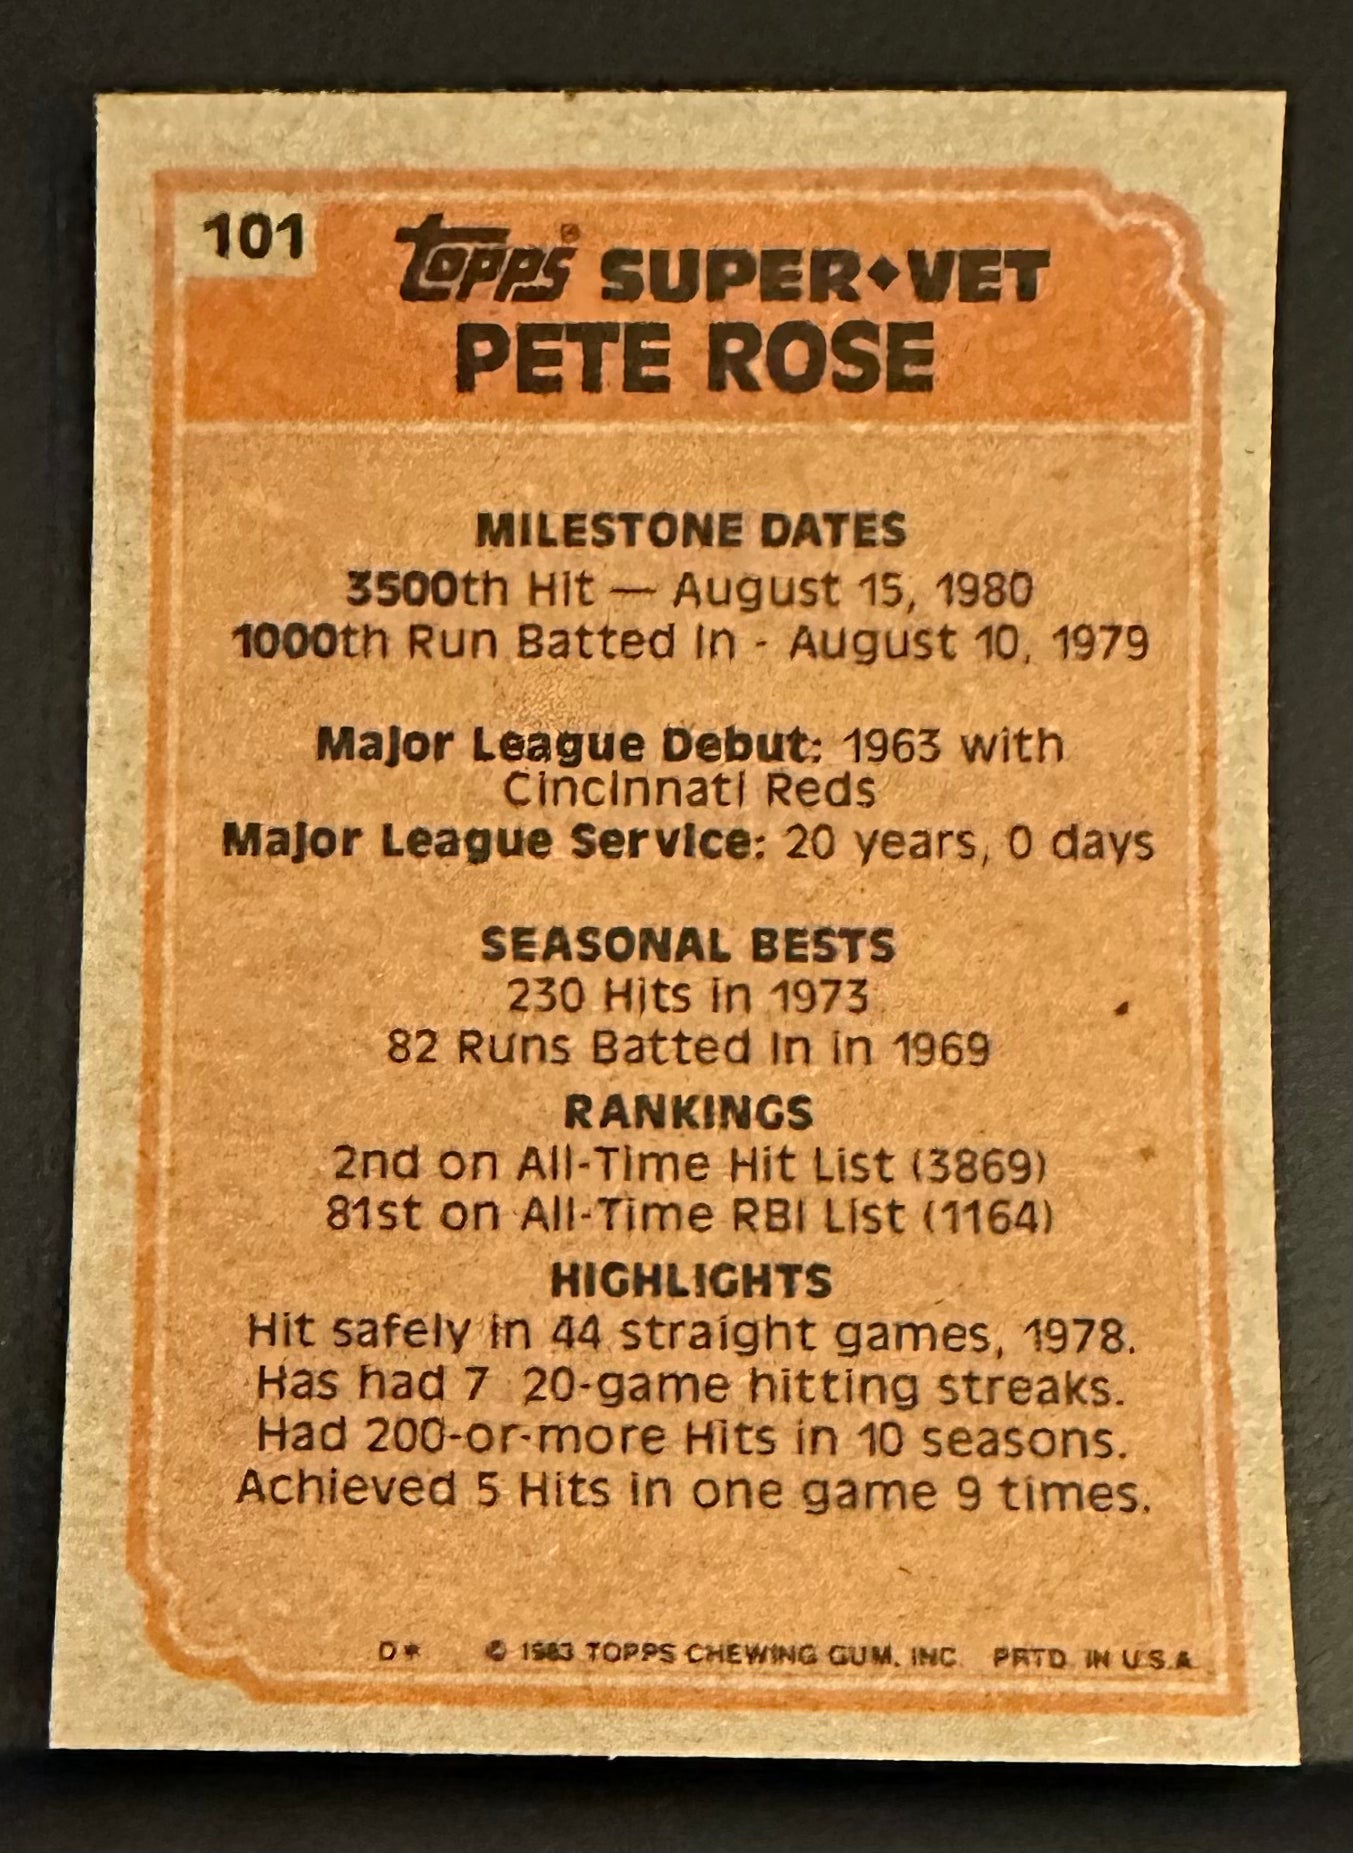 101
Topps® SUPER♦VET
PETE ROSE
MILESTONE DATES
3500th Hit — August 15, 1980
1000th Run Batted In - August 10, 1979
Major League Debut: 1963 with
Cincinnati Reds
Major League Service: 20 years, 0 days
SEASONAL BESTS
230 Hits in 1973
82 Runs Batted In in 1969
RANKINGS
2nd on All-Time Hit List (3869)
81st on All-Time RBI List (1164)
HIGHLIGHTS
Hit safely in 44 straight games, 1978.
Has had 7 20-game hitting streaks.
Had 200-or-more Hits in 10 seasons.
Achieved 5 Hits in one game 9 times.
D* © 1983 TOPPS CHEWING GUM, INC. PRTD. IN U.S.A.